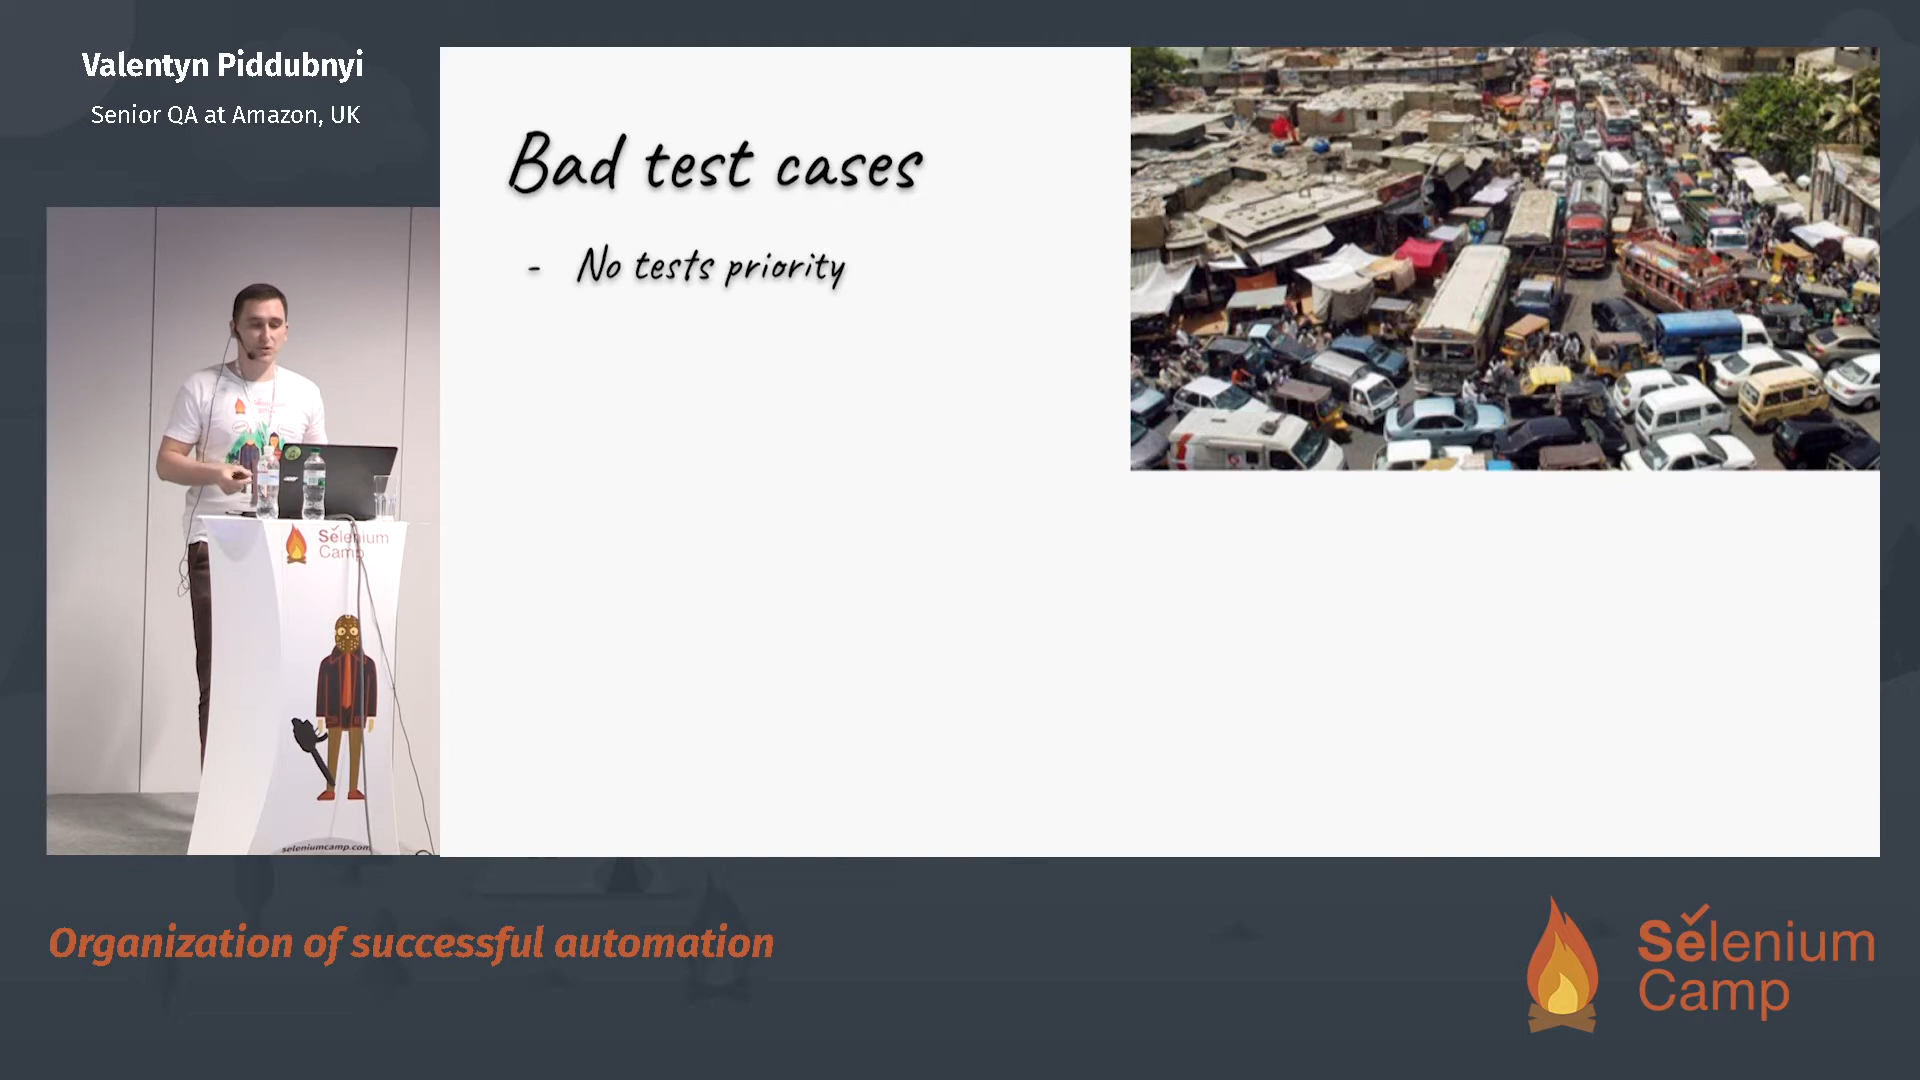 Valentyn Piddubnyi
Senior QA at Amazon, UK
Bad test cases
- No tests priority
Selenium
Camp
seleniumcamp.com
Organization of successful automation
Selenium
Camp